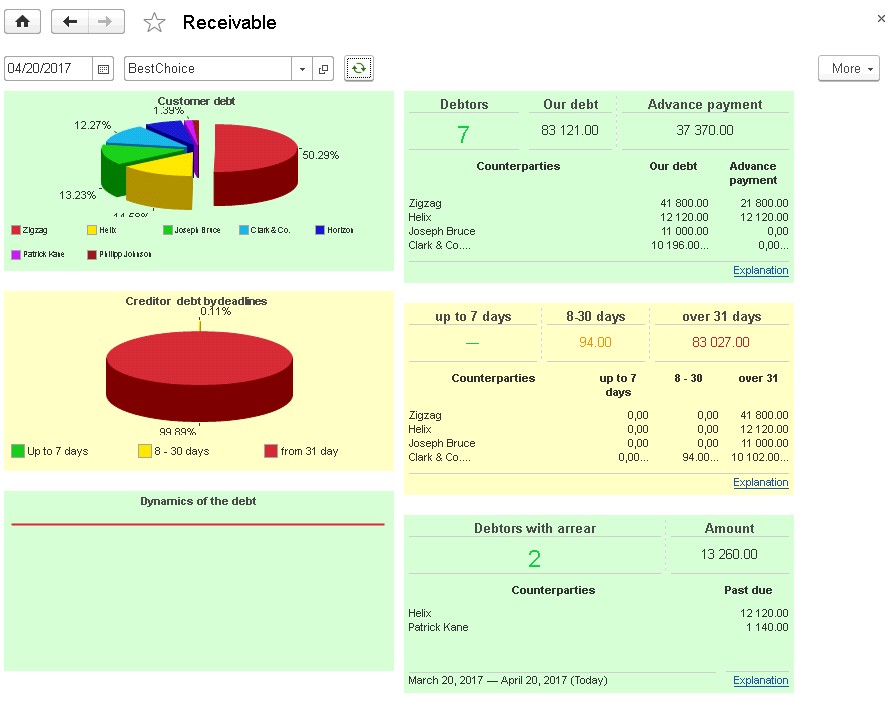 Receivable
×
04/20/2017
BestChoice
More
Customer debt
1.39%
12.27%
50.29%
13.23%
Zigzag Helix Joseph Bruce Clark & Co. Horizon
Patrick Kane Philipp Johnson
Debtors Our debt Advance payment
7 83 121.00 37 370.00
Counterparties Our debt Advance
payment
Zigzag 41 800.00 21 800.00
Helix 12 120.00 12 120.00
Joseph Bruce 11 000.00 0,00
Clark & Co.... 10 196.00... 0,00...
Explanation
Creditor debt by deadlines
0.11%
99.89%
Up to 7 days 8 - 30 days from 31 day
up to 7 days 8-30 days over 31 days
— 94.00 83 027.00
Counterparties up to 7 8 - 30 over 31
days
Zigzag 0,00 0,00 41 800.00
Helix 0,00 0,00 12 120.00
Joseph Bruce 0,00 0,00 11 000.00
Clark & Co.... 0,00... 94.00... 10 102.00...
Explanation
Dynamics of the debt
Debtors with arrear Amount
2 13 260.00
Counterparties Past due
Helix 12 120.00
Patrick Kane 1 140.00
March 20, 2017 — April 20, 2017 (Today) Explanation